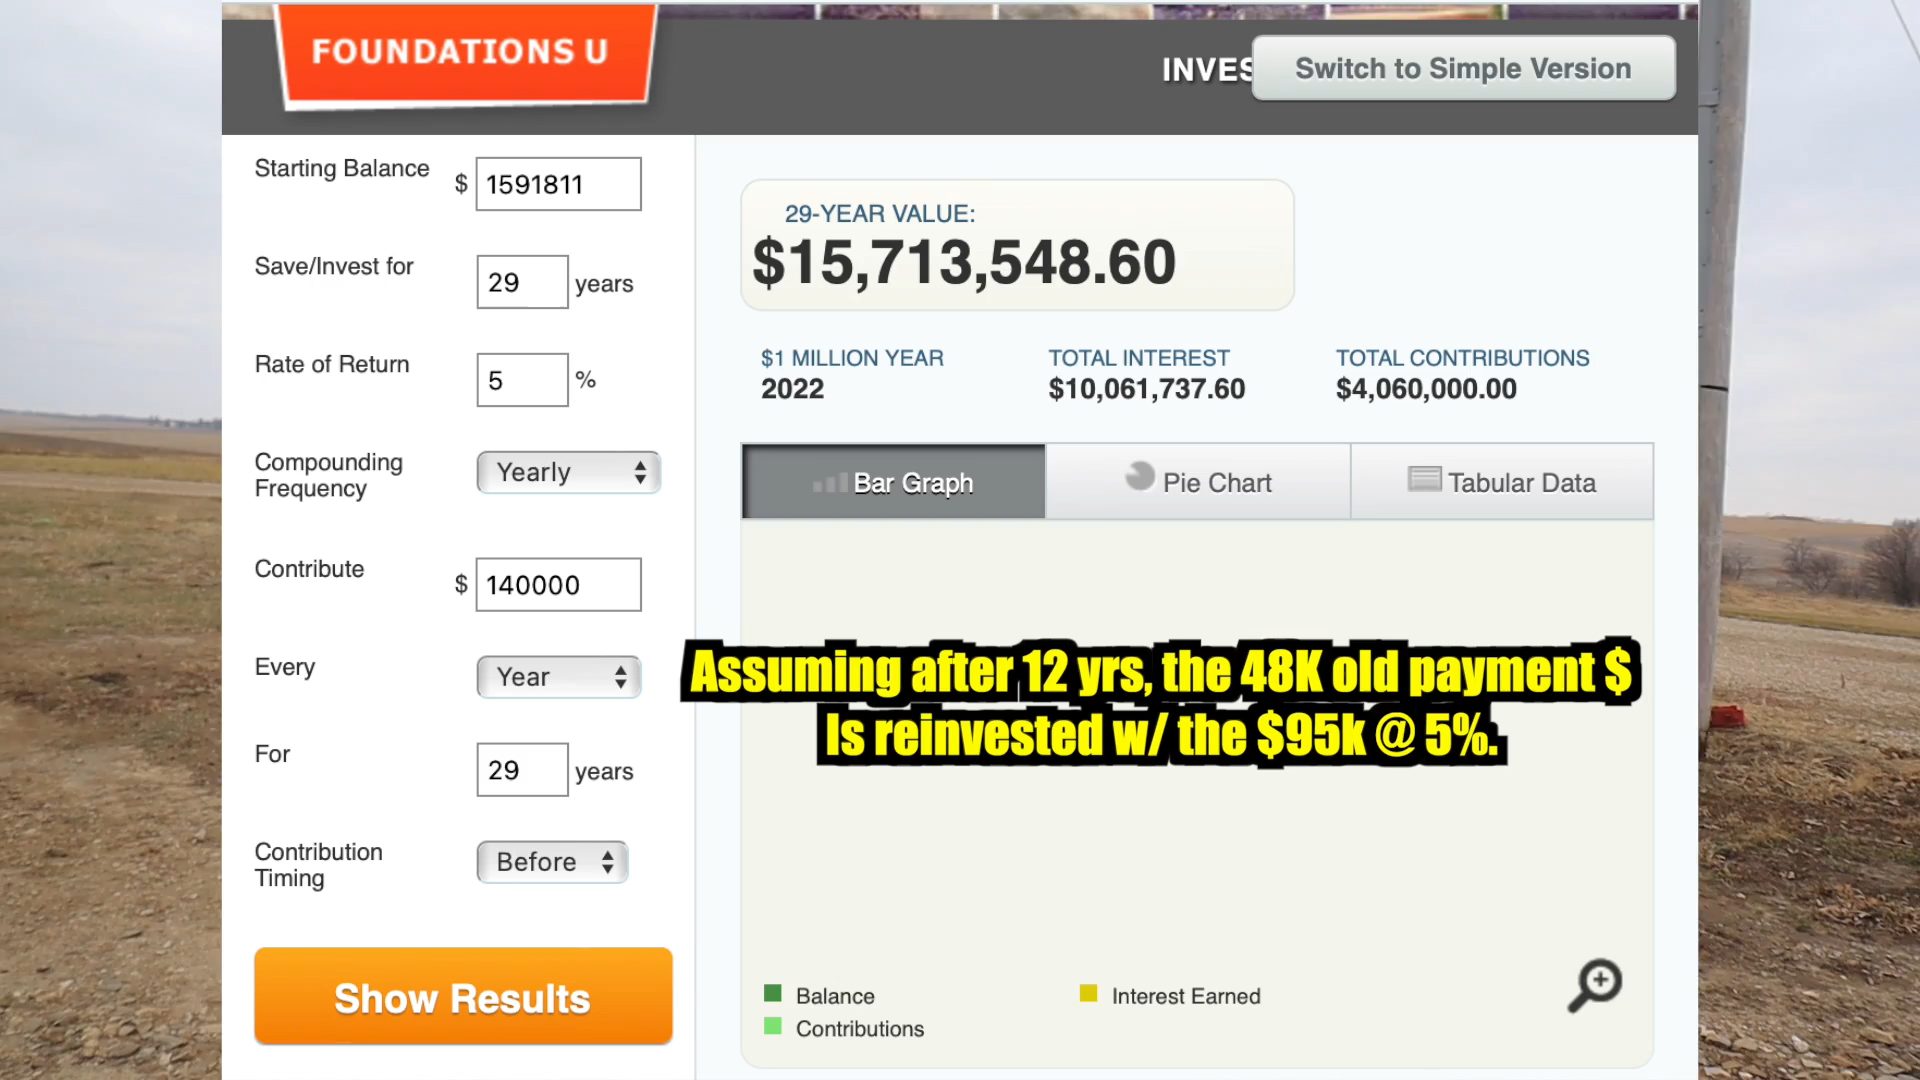 FOUNDATIONS U
INVES
Switch to Simple Version
Starting Balance $ 1591811
Save/Invest for 29 years
Rate of Return 5 %
Compounding
Frequency
Yearly
Contribute $ 140000
Every Year
For 29 years
Contribution
Timing
Before
Show Results
29-YEAR VALUE:
$15,713,548.60
$1 MILLION YEAR
2022
TOTAL INTEREST
$10,061,737.60
TOTAL CONTRIBUTIONS
$4,060,000.00
Bar Graph
Pie Chart
Tabular Data
Assuming after 12 yrs, the 48K old payment $
Is reinvested w/ the $95k @ 5%.
Balance
Interest Earned
Contributions